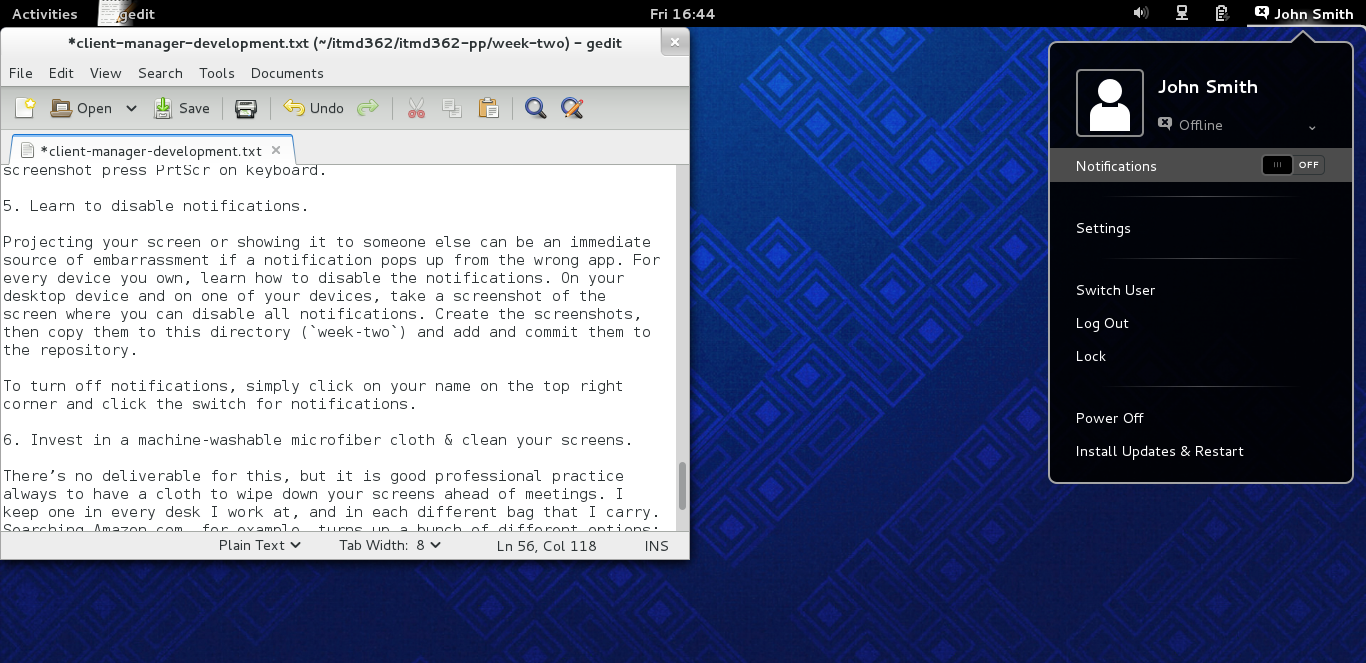 Activities gedit Fri 16:44 John Smith
*client-manager-development.txt (~/itmd362/itmd362-pp/week-two) – gedit
File Edit View Search Tools Documents
Open Save Undo
*client-manager-development.txt
screenshot press PrtScr on keyboard.
5. Learn to disable notifications.
Projecting your screen or showing it to someone else can be an immediate
source of embarrassment if a notification pops up from the wrong app. For
every device you own, learn how to disable the notifications. On your
desktop device and on one of your devices, take a screenshot of the
screen where you can disable all notifications. Create the screenshots,
then copy them to this directory (`week-two`) and add and commit them to
the repository.
To turn off notifications, simply click on your name on the top right
corner and click the switch for notifications.
6. Invest in a machine-washable microfiber cloth & clean your screens.
There’s no deliverable for this, but it is good professional practice
always to have a cloth to wipe down your screens ahead of meetings. I
keep one in every desk I work at, and in each different bag that I carry.
Searching Amazon.com, for example, turns up a bunch of different options:
Plain Text Tab Width: 8 Ln 56, Col 118 INS
John Smith
Offline
Notifications OFF
Settings
Switch User
Log Out
Lock
Power Off
Install Updates & Restart